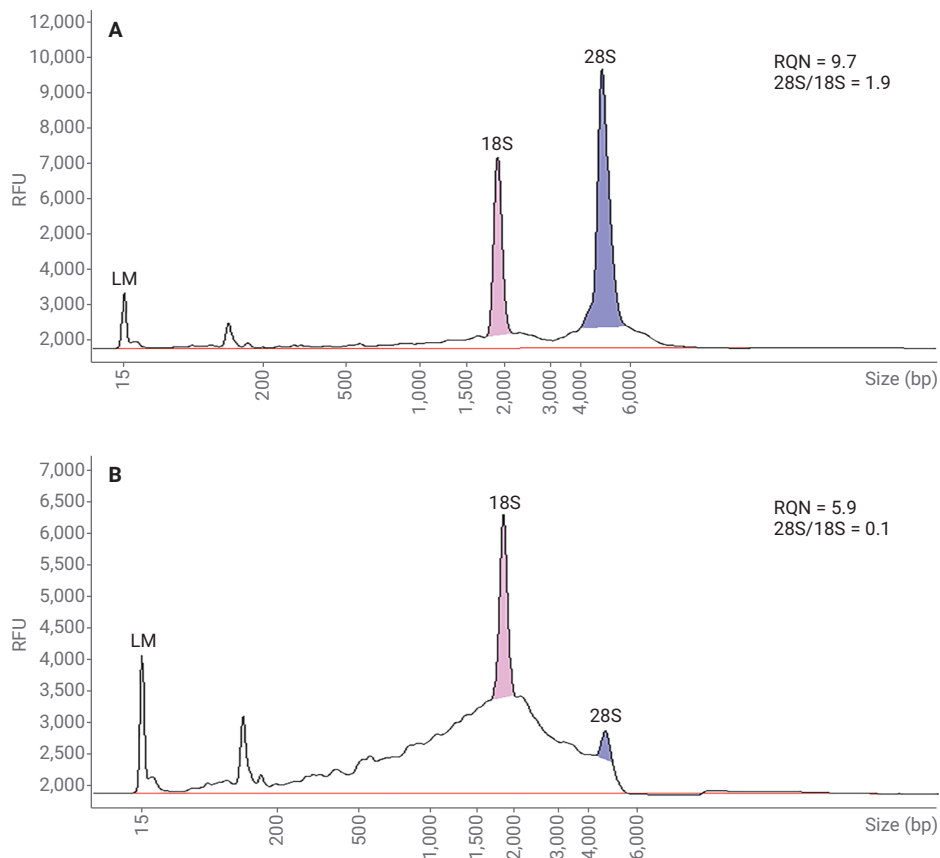 A
RQN = 9.7
28S/18S = 1.9
12,000
10,000
9,000
8,000
7,000
6,000
2,000
4,000
3,000
2,000
RFU
LM
18S
28S
15
200
500
1,000
1,500
2,000
3,000
4,000
6,000
Size (bp)
B
RQN = 5.9
28S/18S = 0.1
7,000
6,500
6,000
5,500
5,000
4,500
4,000
3,500
3,000
2,500
2,000
RFU
LM
18S
28S
15
200
500
1,000
1,500
2,000
3,000
4,000
6,000
Size (bp)